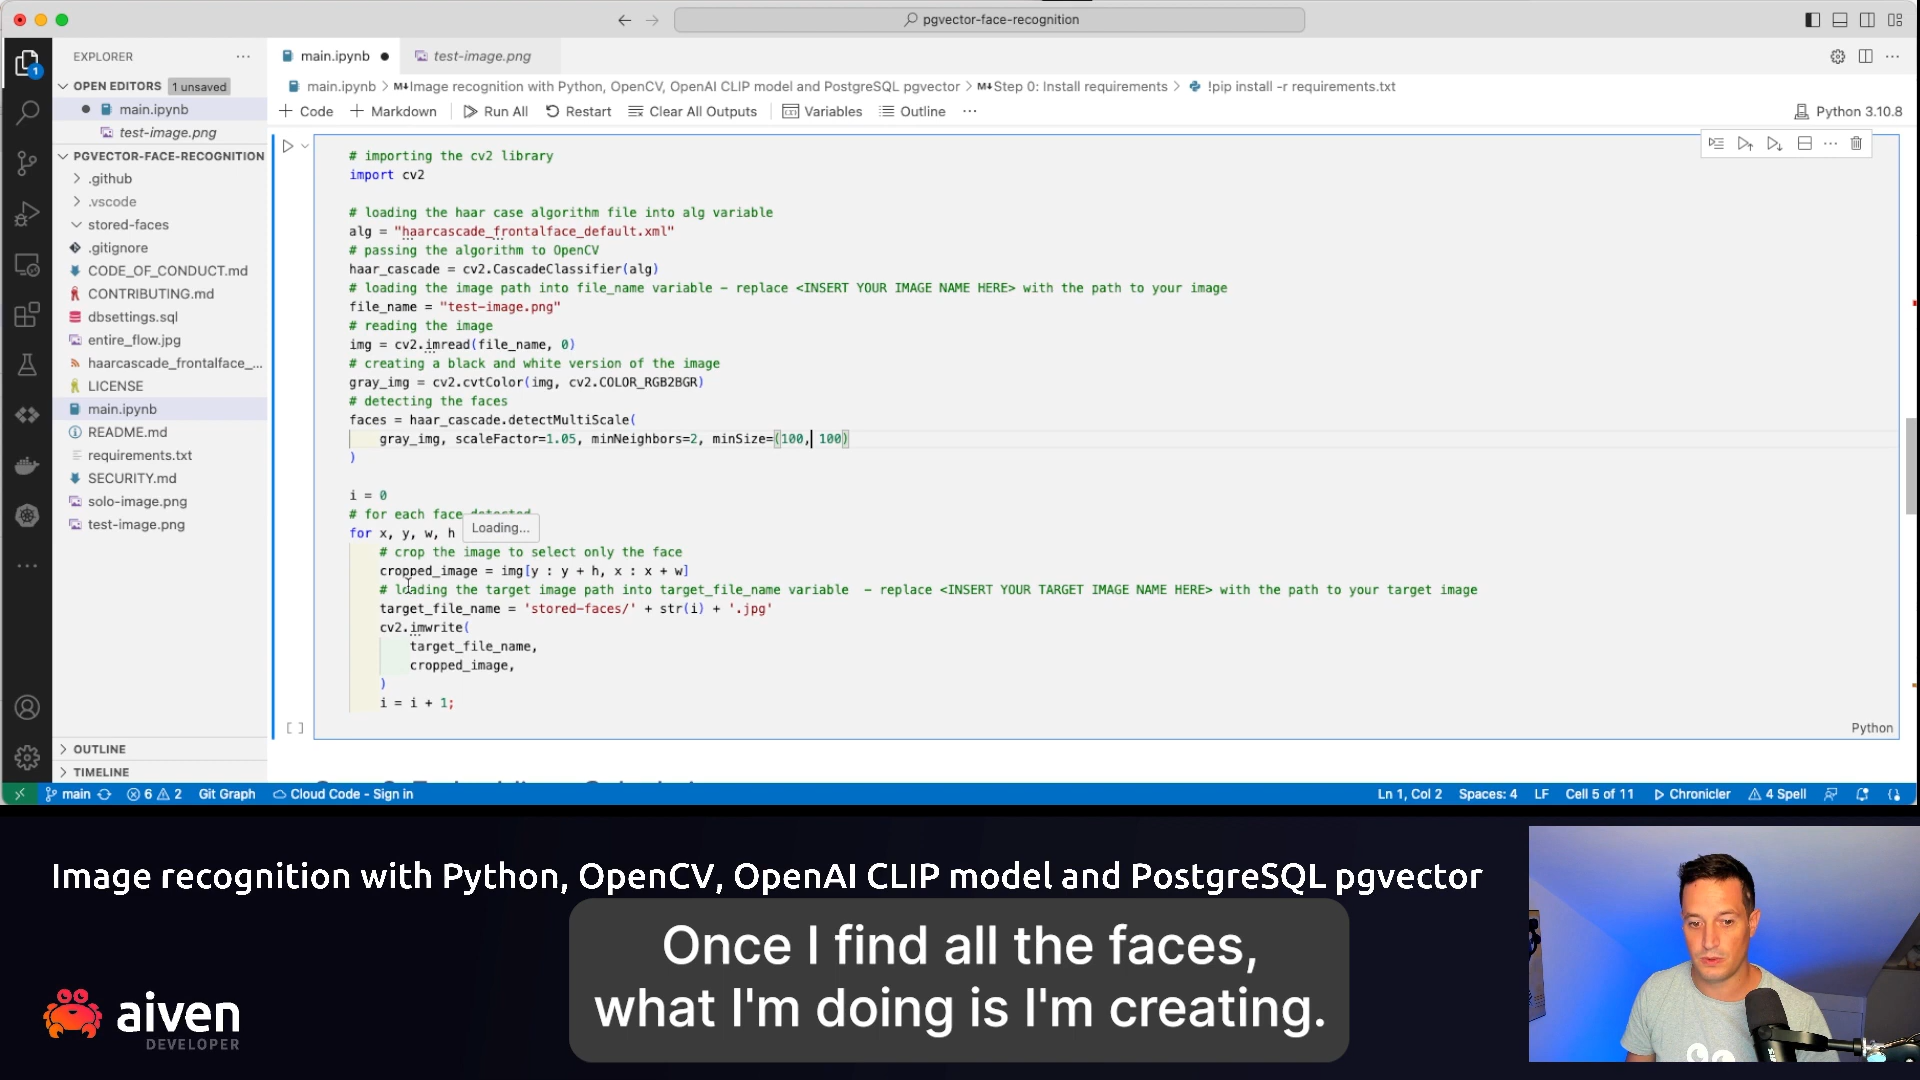 pgvector-face-recognition
EXPLORER
OPEN EDITORS 1 unsaved
main.ipynb
test-image.png
PGVECTOR-FACE-RECOGNITION
.github
.vscode
stored-faces
.gitignore
CODE_OF_CONDUCT.md
CONTRIBUTING.md
dbsettings.sql
entire_flow.jpg
haarcascade_frontalface_...
LICENSE
main.ipynb
README.md
requirements.txt
SECURITY.md
solo-image.png
test-image.png
OUTLINE
TIMELINE
main.ipynb
test-image.png
main.ipynb > M↓Image recognition with Python, OpenCV, OpenAI CLIP model and PostgreSQL pgvector > M↓Step 0: Install requirements > !pip install -r requirements.txt
+ Code + Markdown Run All Restart Clear All Outputs Variables Outline ... Python 3.10.8
# importing the cv2 library
import cv2
# loading the haar case algorithm file into alg variable
alg = "haarcascade_frontalface_default.xml"
# passing the algorithm to OpenCV
haar_cascade = cv2.CascadeClassifier(alg)
# loading the image path into file_name variable - replace <INSERT YOUR IMAGE NAME HERE> with the path to your image
file_name = "test-image.png"
# reading the image
img = cv2.imread(file_name, 0)
# creating a black and white version of the image
gray_img = cv2.cvtColor(img, cv2.COLOR_RGB2BGR)
# detecting the faces
faces = haar_cascade.detectMultiScale(
gray_img, scaleFactor=1.05, minNeighbors=2, minSize=(100, 100)
)
i = 0
# for each face detected
for x, y, w, h
Loading...
# crop the image to select only the face
cropped_image = img[y : y + h, x : x + w]
# loading the target image path into target_file_name variable - replace <INSERT YOUR TARGET IMAGE NAME HERE> with the path to your target image
target_file_name = 'stored-faces/' + str(i) + '.jpg'
cv2.imwrite(
target_file_name,
cropped_image,
)
i = i + 1;
[ ]
Python
main 6 2 Git Graph Cloud Code - Sign in Ln 1, Col 2 Spaces: 4 LF Cell 5 of 11 Chronicler 4 Spell
Image recognition with Python, OpenCV, OpenAI CLIP model and PostgreSQL pgvector
Once I find all the faces,
what I'm doing is I'm creating.
aiven
DEVELOPER